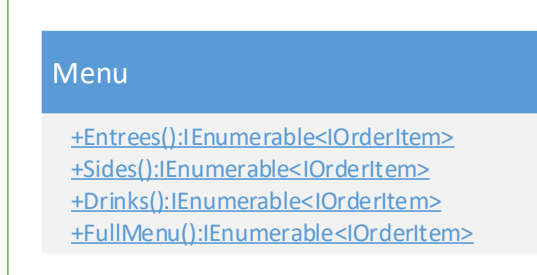 Menu
+Entrees():IEnumerable<IOrderItem>
+Sides():IEnumerable<IOrderItem>
+Drinks():IEnumerable<IOrderItem>
+FullMenu():IEnumerable<IOrderItem>